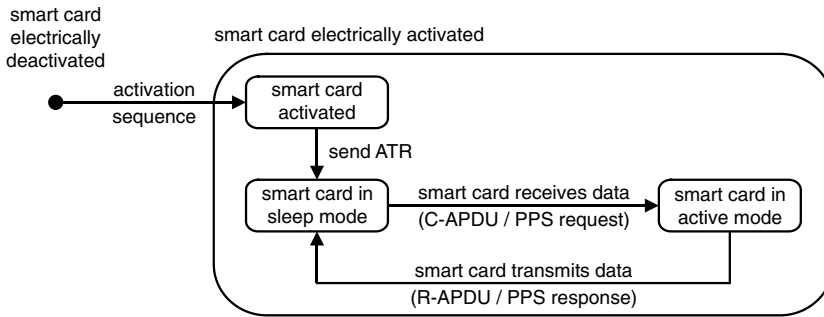 smart card
electrically
deactivated
smart card electrically activated
activation
sequence
smart card
activated
send ATR
smart card in
sleep mode
smart card receives data
(C-APDU / PPS request)
smart card in
active mode
smart card transmits data
(R-APDU / PPS response)